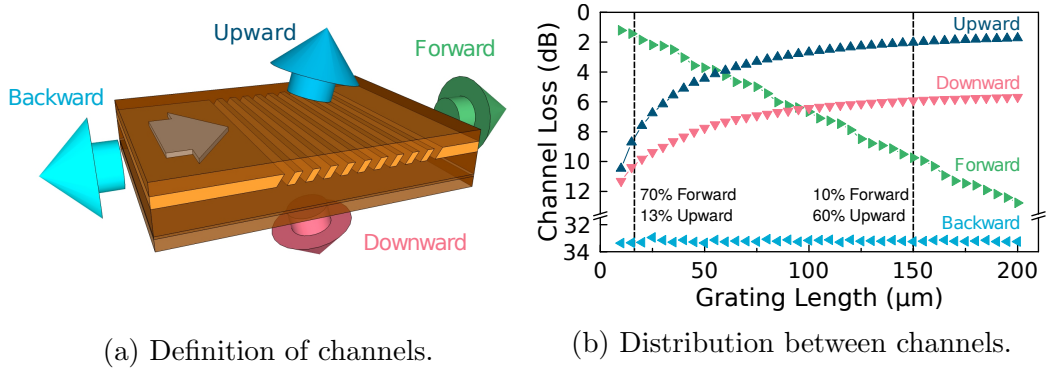 Upward
Forward
Backward
Downward
(a) Definition of channels.
Channel Loss (dB)
0
2
4
6
8
10
12
32
34
Upward
Downward
Forward
Backward
70% Forward
13% Upward
10% Forward
60% Upward
0 50 100 150 200
Grating Length (μm)
(b) Distribution between channels.